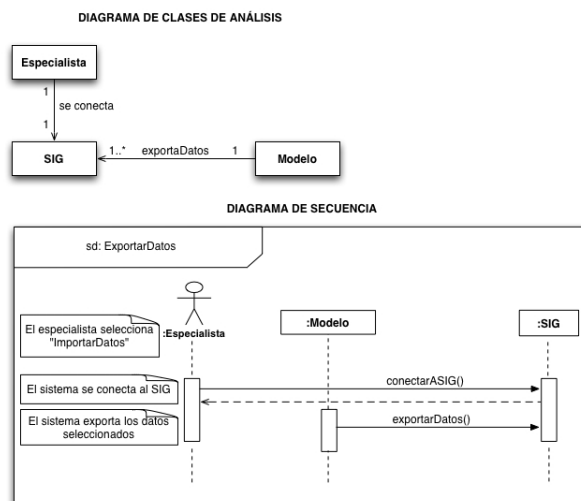 DIAGRAMA DE CLASES DE ANÁLISIS
Especialista
1
se conecta
1
SIG
1..*
exportaDatos
1
Modelo
DIAGRAMA DE SECUENCIA
sd: ExportarDatos
El especialista selecciona
"ImportarDatos"
:Especialista
:Modelo
:SIG
El sistema se conecta al SIG
conectarASIG()
El sistema exporta los datos
seleccionados
exportarDatos()